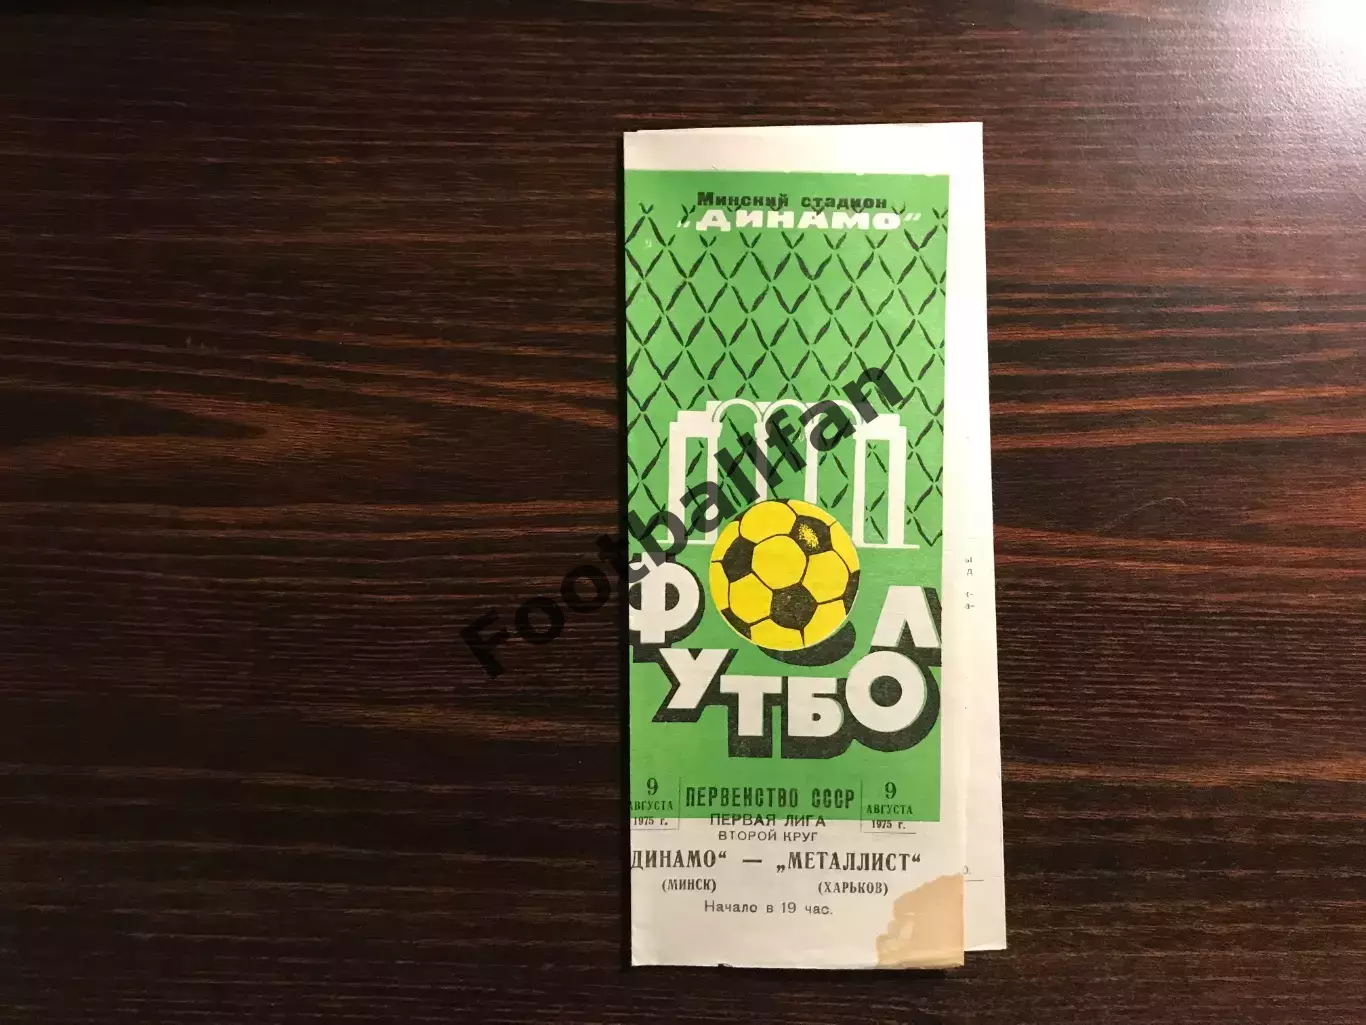 Минский стадион
„ДИНАМО"
ФУТБОЛ
9
АВГУСТА
1975 г.
ПЕРВЕНСТВО СССР
ПЕРВАЯ ЛИГА
ВТОРОЙ КРУГ
9
АВГУСТА
1975 г.
ДИНАМО" — „МЕТАЛЛИСТ"
(МИНСК) (ХАРЬКОВ)
Начало в 19 час.
Footballfan